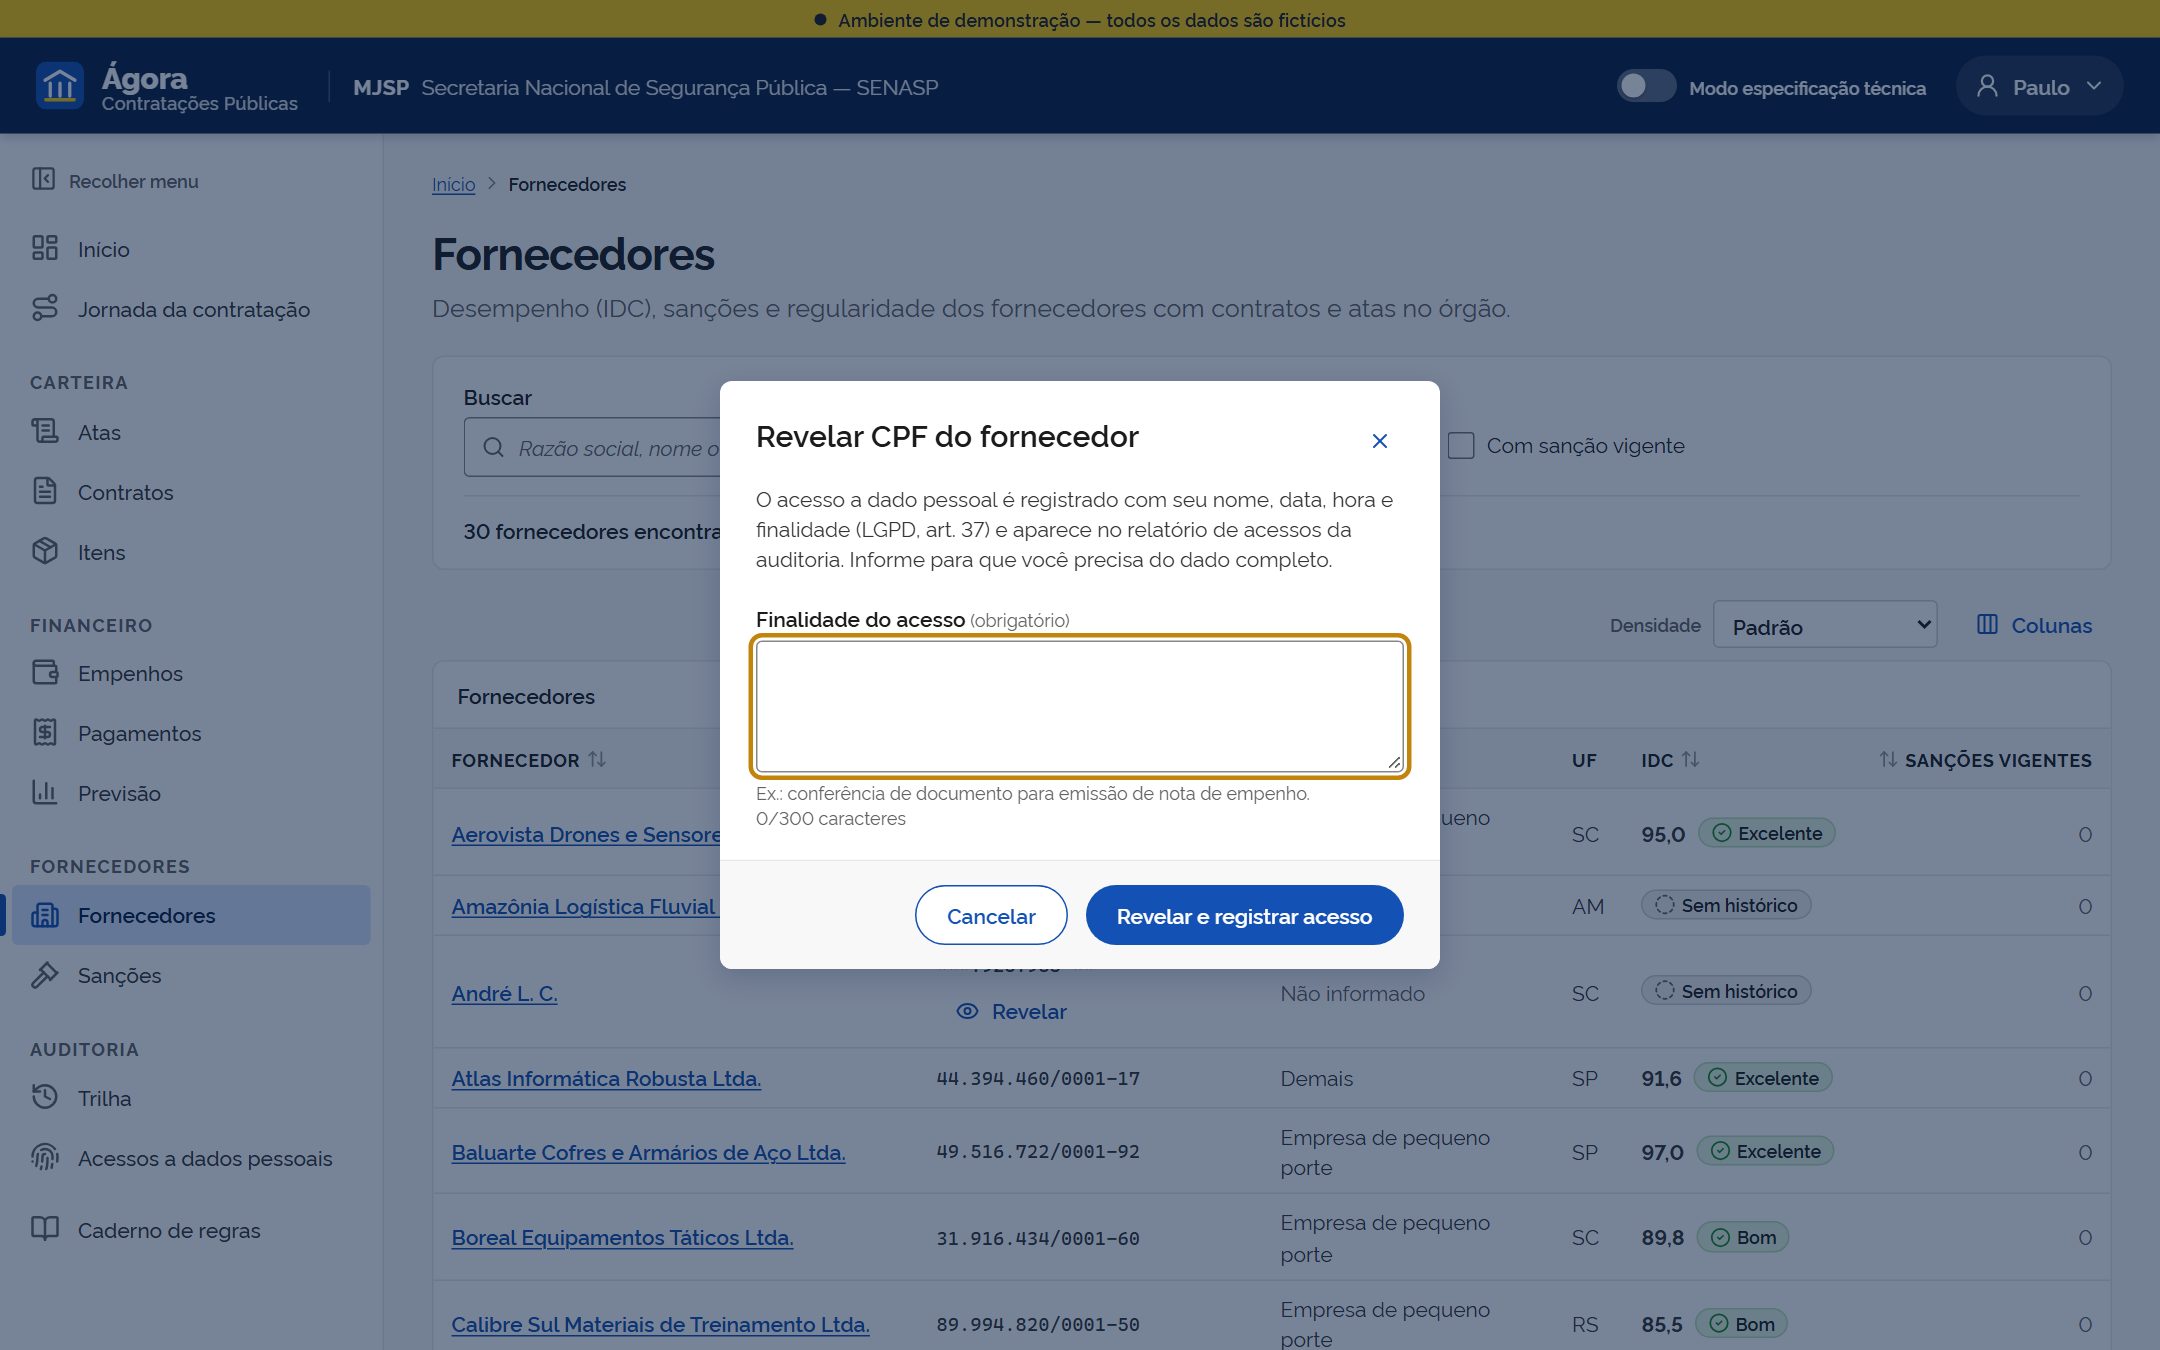 Ambiente de demonstração — todos os dados são fictícios
Ágora
Contratações Públicas
MJSP Secretaria Nacional de Segurança Pública — SENASP
Modo especificação técnica
Paulo
Recolher menu
Início
Jornada da contratação
CARTEIRA
Atas
Contratos
Itens
FINANCEIRO
Empenhos
Pagamentos
Previsão
FORNECEDORES
Fornecedores
Sanções
AUDITORIA
Trilha
Acessos a dados pessoais
Caderno de regras
Início > Fornecedores
Fornecedores
Desempenho (IDC), sanções e regularidade dos fornecedores com contratos e atas no órgão.
Buscar
Razão social, nome o
Com sanção vigente
30 fornecedores encontra
Densidade Padrão Colunas
Fornecedores
FORNECEDOR UF IDC SANÇÕES VIGENTES
Aerovista Drones e Sensore ueno SC 95,0 Excelente 0
Amazônia Logística Fluvial AM Sem histórico 0
André L. C. Revelar Não informado SC Sem histórico 0
Atlas Informática Robusta Ltda. 44.394.460/0001-17 Demais SP 91,6 Excelente 0
Baluarte Cofres e Armários de Aço Ltda. 49.516.722/0001-92 Empresa de pequeno porte SP 97,0 Excelente 0
Boreal Equipamentos Táticos Ltda. 31.916.434/0001-60 Empresa de pequeno porte SC 89,8 Bom 0
Calibre Sul Materiais de Treinamento Ltda. 89.994.820/0001-50 Empresa de pequeno porte RS 85,5 Bom 0
Revelar CPF do fornecedor
O acesso a dado pessoal é registrado com seu nome, data, hora e
finalidade (LGPD, art. 37) e aparece no relatório de acessos da
auditoria. Informe para que você precisa do dado completo.
Finalidade do acesso (obrigatório)
Ex.: conferência de documento para emissão de nota de empenho.
0/300 caracteres
Cancelar
Revelar e registrar acesso